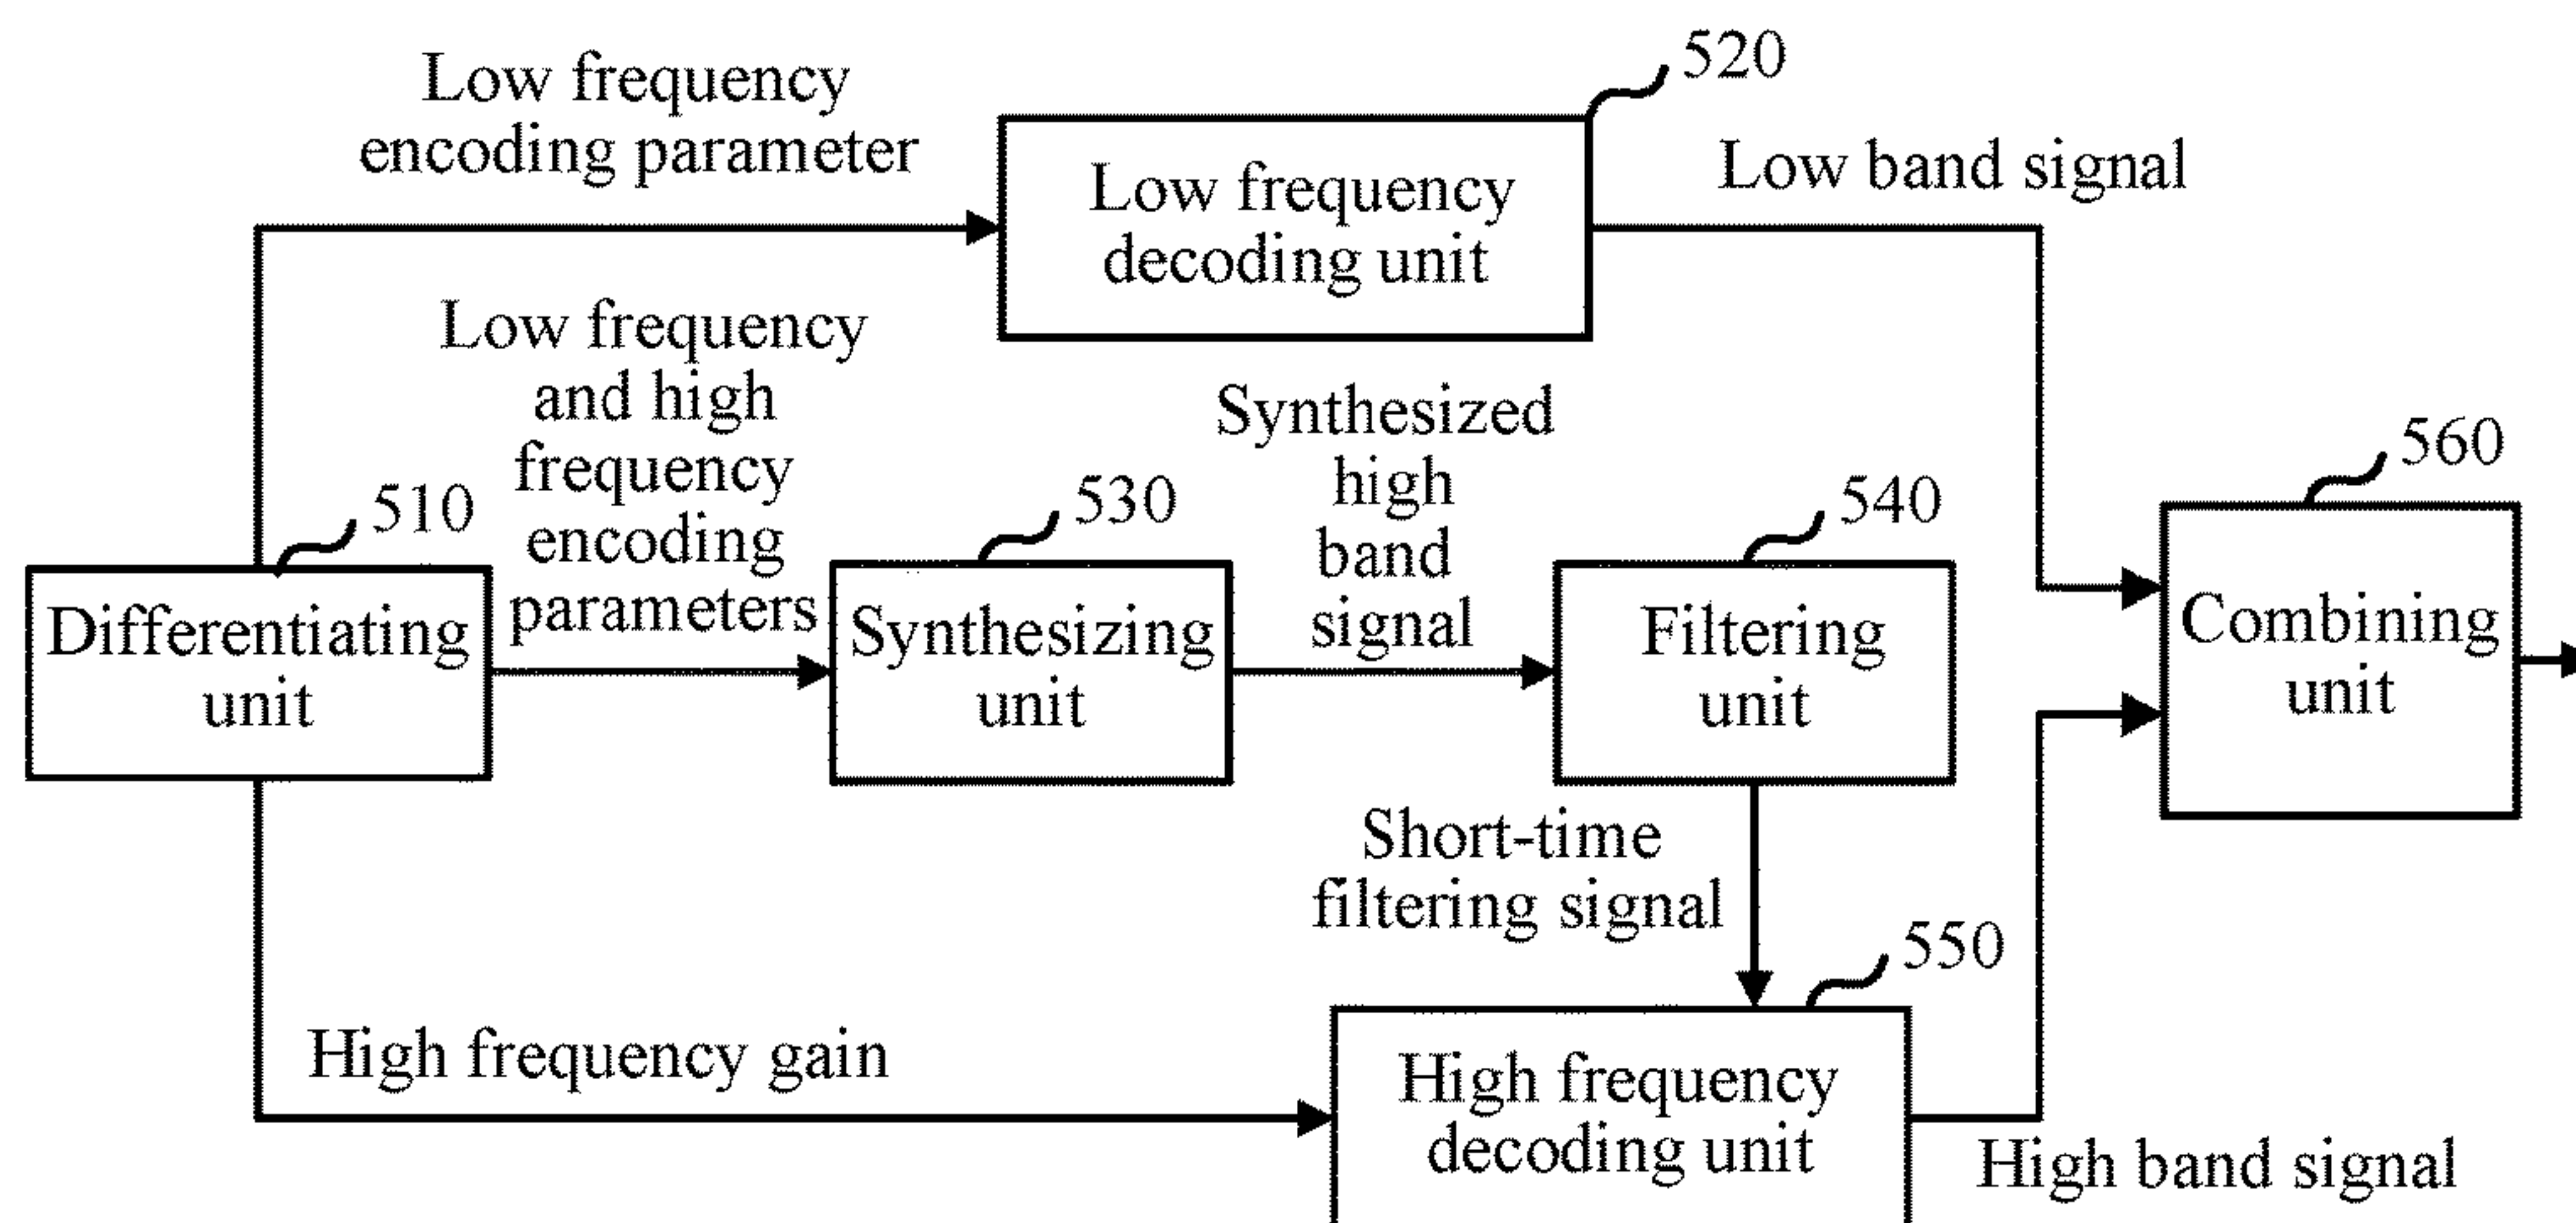 520
Low frequency
encoding parameter
Low frequency
decoding unit
Low band signal
Low frequency
and high
frequency
encoding
parameters
Synthesized
high
band
signal
510
Differentiating
unit
530
Synthesizing
unit
540
Filtering
unit
560
Combining
unit
Short-time
filtering signal
550
High frequency gain
High frequency
decoding unit
High band signal